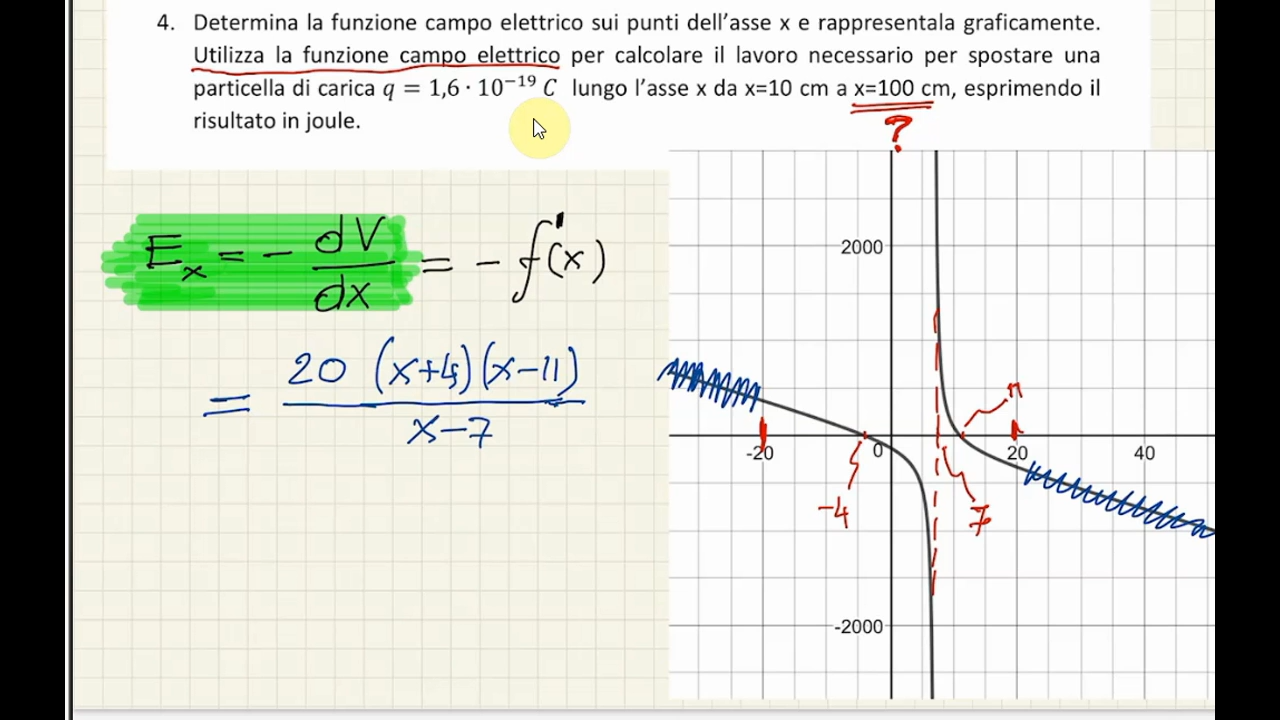 4. Determina la funzione campo elettrico sui punti dell'asse x e rappresentala graficamente.
Utilizza la funzione campo elettrico per calcolare il lavoro necessario per spostare una
particella di carica q = 1,6 · 10⁻¹⁹ C lungo l'asse x da x=10 cm a x=100 cm, esprimendo il
risultato in joule.
?
Eₓ = - dV/dx = - f'(x)
= 20 (x+4)(x-11) / x-7
2000
-20 0 20 40
-4 7
-2000